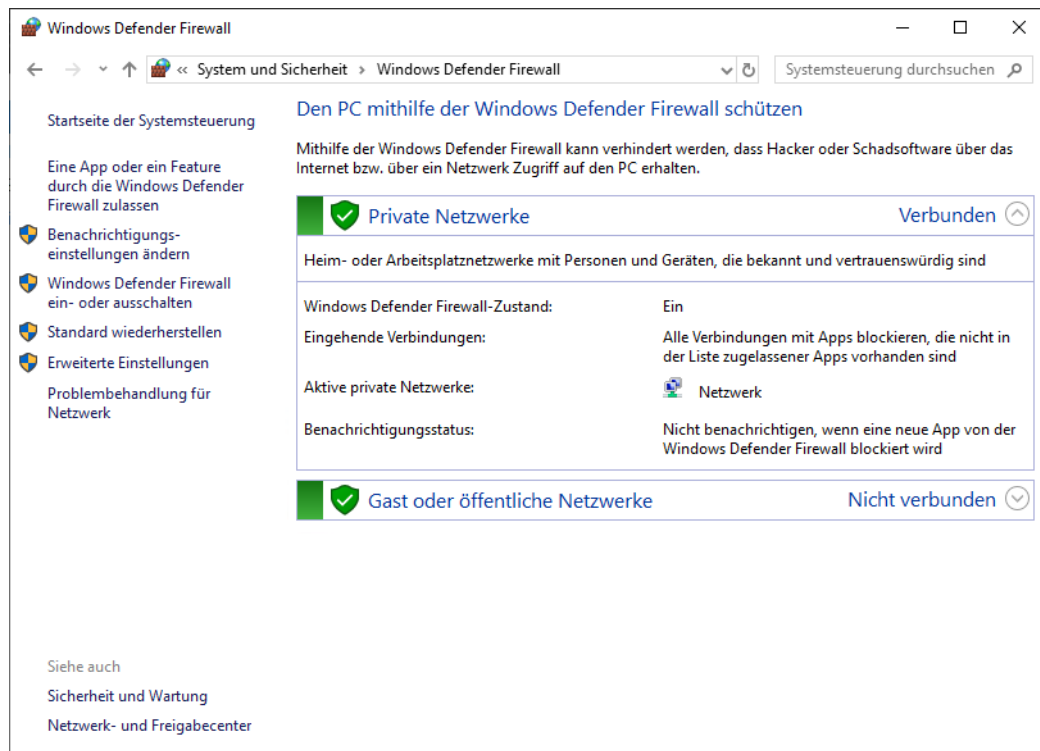 Windows Defender Firewall
« System und Sicherheit › Windows Defender Firewall
Systemsteuerung durchsuchen
Startseite der Systemsteuerung
Eine App oder ein Feature
durch die Windows Defender
Firewall zulassen
Benachrichtigungs-
einstellungen ändern
Windows Defender Firewall
ein- oder ausschalten
Standard wiederherstellen
Erweiterte Einstellungen
Problembehandlung für
Netzwerk
Den PC mithilfe der Windows Defender Firewall schützen
Mithilfe der Windows Defender Firewall kann verhindert werden, dass Hacker oder Schadsoftware über das
Internet bzw. über ein Netzwerk Zugriff auf den PC erhalten.
Private Netzwerke Verbunden
Heim- oder Arbeitsplatznetzwerke mit Personen und Geräten, die bekannt und vertrauenswürdig sind
Windows Defender Firewall-Zustand: Ein
Eingehende Verbindungen: Alle Verbindungen mit Apps blockieren, die nicht in
der Liste zugelassener Apps vorhanden sind
Aktive private Netzwerke: Netzwerk
Benachrichtigungsstatus: Nicht benachrichtigen, wenn eine neue App von der
Windows Defender Firewall blockiert wird
Gast oder öffentliche Netzwerke Nicht verbunden
Siehe auch
Sicherheit und Wartung
Netzwerk- und Freigabecenter